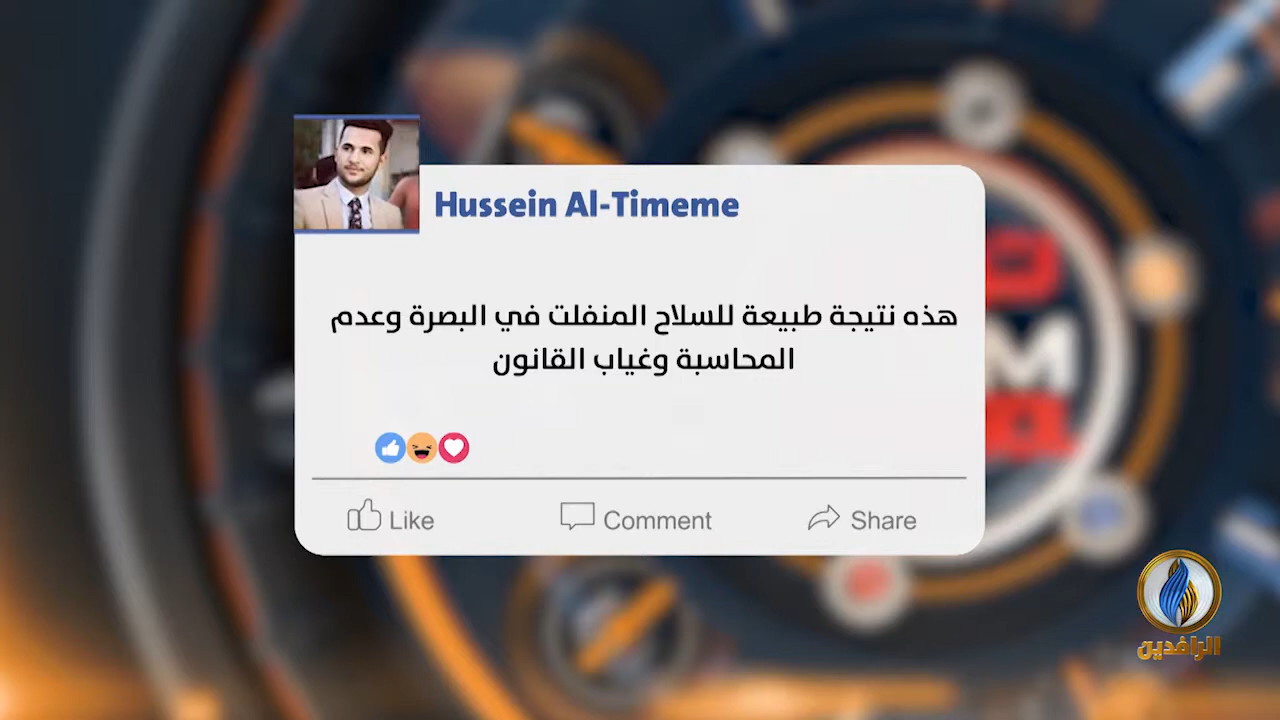 Hussein Al-Timeme
هذه نتيجة طبيعة للسلاح المنفلت في البصرة وعدم
المحاسبة وغياب القانون
Like
Comment
Share
الرافدين